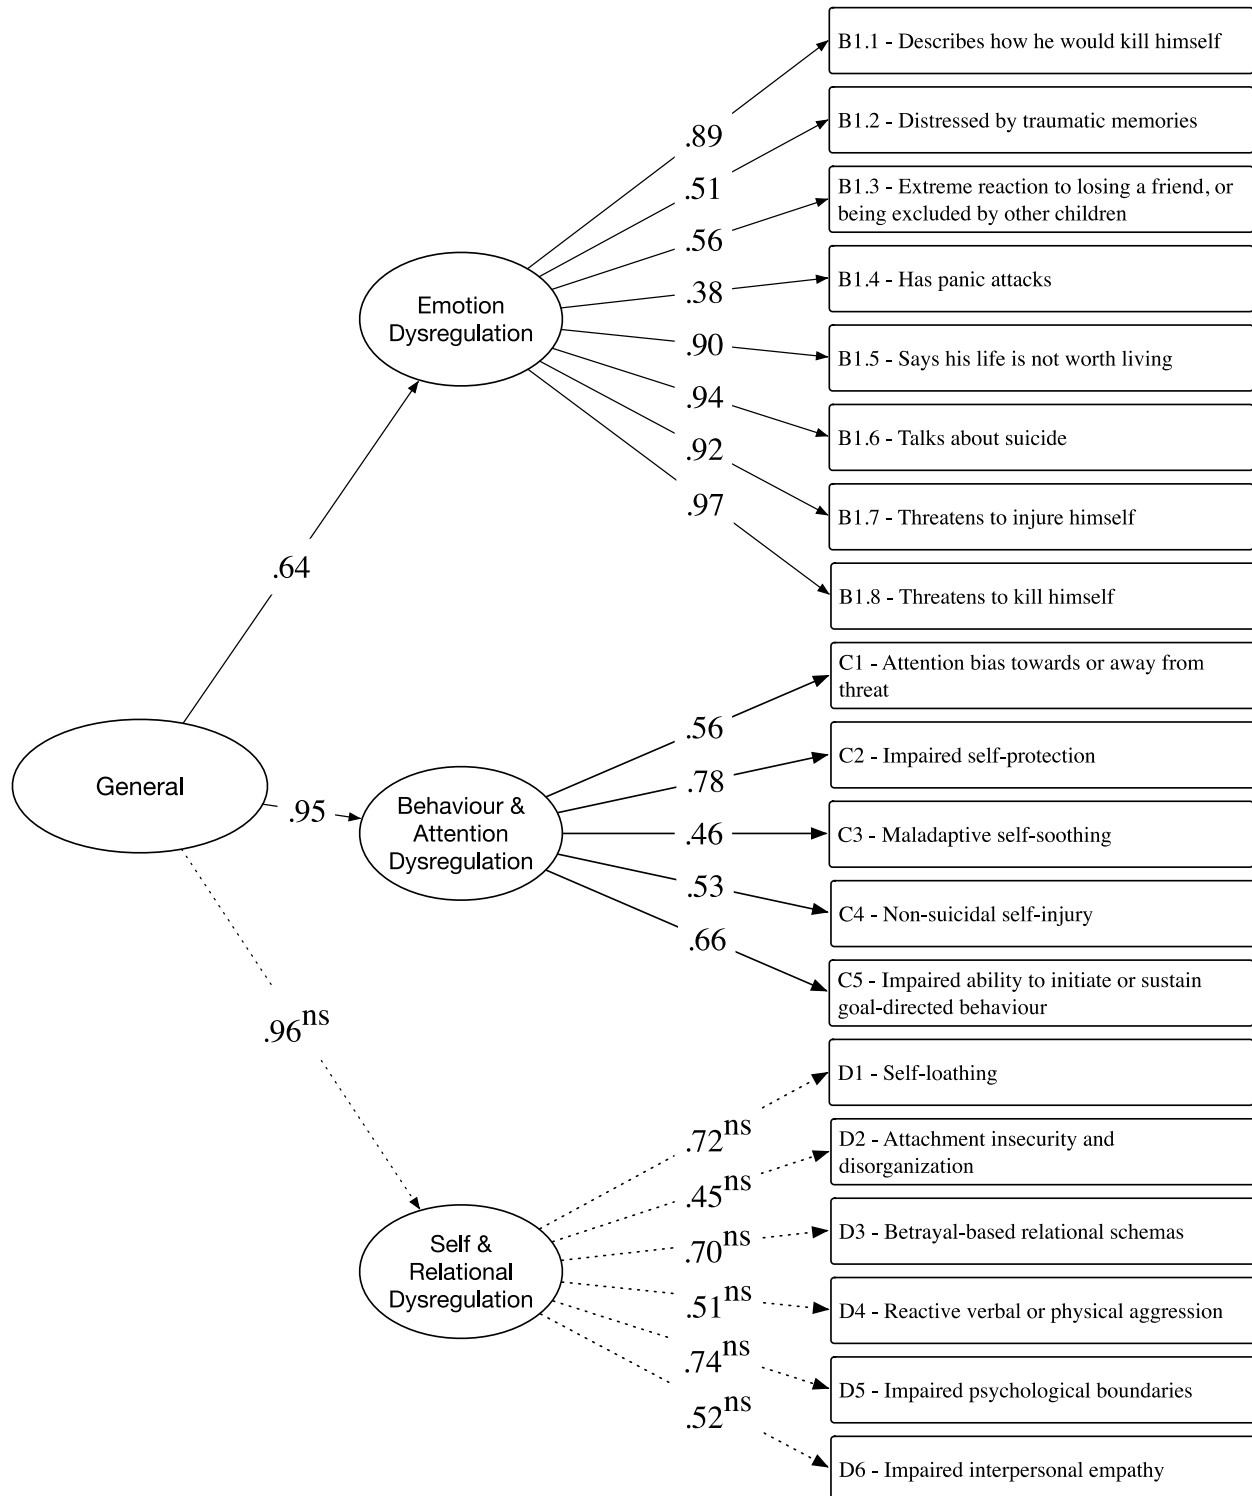 B1.1 - Describes how he would kill himself
.89
B1.2 - Distressed by traumatic memories
.51
B1.3 - Extreme reaction to losing a friend, or
being excluded by other children
.56
B1.4 - Has panic attacks
.38
Emotion
Dysregulation
B1.5 - Says his life is not worth living
.90
B1.6 - Talks about suicide
.94
B1.7 - Threatens to injure himself
.92
B1.8 - Threatens to kill himself
.97
.64
C1 - Attention bias towards or away from
threat
.56
C2 - Impaired self-protection
.78
General
.95
Behaviour &
Attention
Dysregulation
C3 - Maladaptive self-soothing
.46
C4 - Non-suicidal self-injury
.53
C5 - Impaired ability to initiate or sustain
goal-directed behaviour
.66
.96ns
D1 - Self-loathing
.72ns
D2 - Attachment insecurity and
disorganization
.45ns
D3 - Betrayal-based relational schemas
.70ns
Self &
Relational
Dysregulation
D4 - Reactive verbal or physical aggression
.51ns
D5 - Impaired psychological boundaries
.74ns
D6 - Impaired interpersonal empathy
.52ns